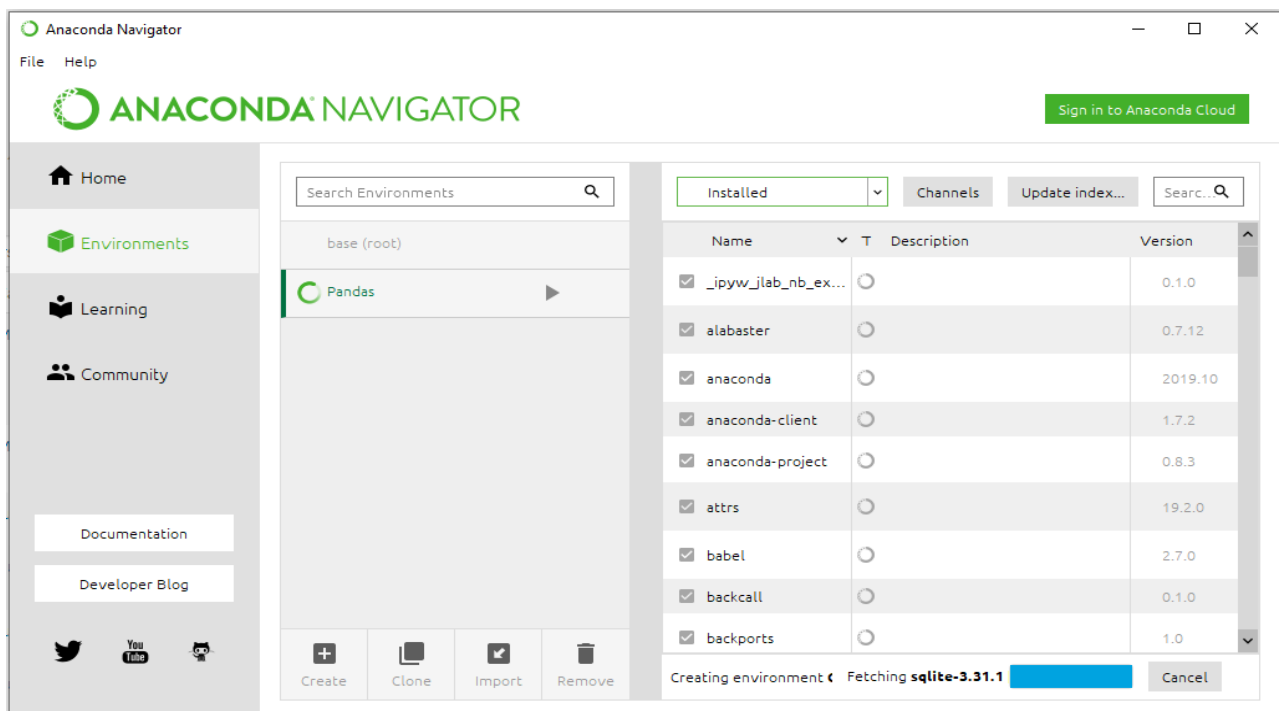 Anaconda Navigator
File Help
ANACONDA NAVIGATOR
Sign in to Anaconda Cloud
Home
Environments
Learning
Community
Documentation
Developer Blog
You
Tube
Search Environments
base (root)
Pandas
Create Clone Import Remove
Installed Channels Update index... Searc...
Name T Description Version
_ipyw_jlab_nb_ex... 0.1.0
alabaster 0.7.12
anaconda 2019.10
anaconda-client 1.7.2
anaconda-project 0.8.3
attrs 19.2.0
babel 2.7.0
backcall 0.1.0
backports 1.0
Creating environment Fetching sqlite-3.31.1 Cancel